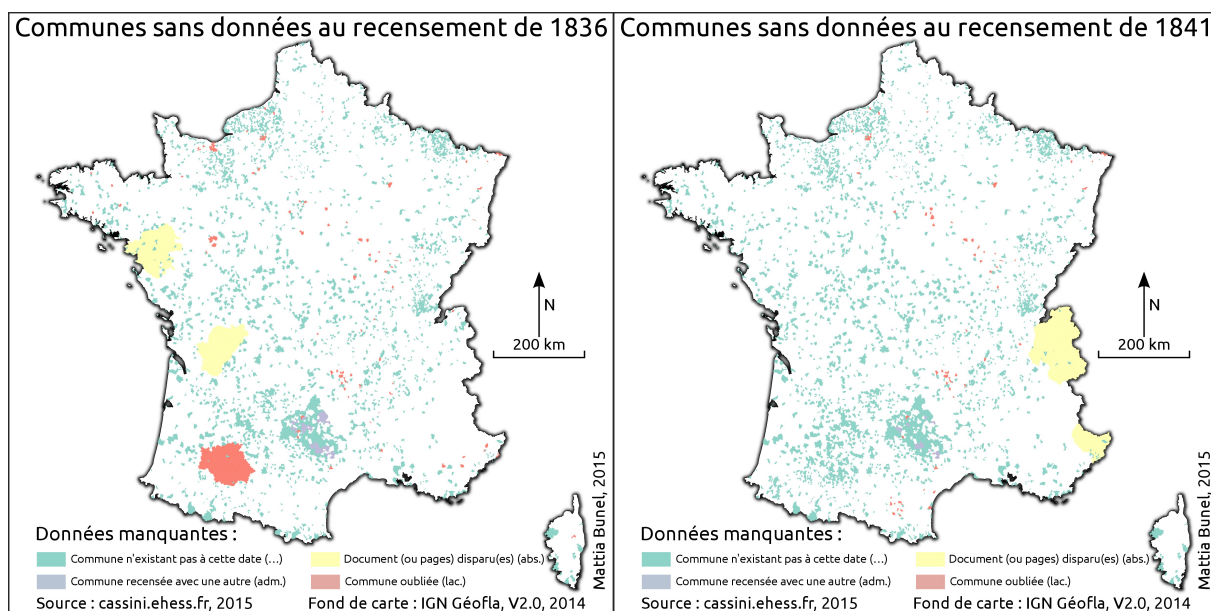 Communes sans données au recensement de 1836
N
200 km
Mattia Bunel, 2015
Données manquantes :
Commune n'existant pas à cette date (...)
Document (ou pages) disparu(es) (abs.)
Commune recensée avec une autre (adm.)
Commune oubliée (lac.)
Source : cassini.ehess.fr, 2015
Fond de carte : IGN Géofla, V2.0, 2014
Communes sans données au recensement de 1841
N
200 km
Mattia Bunel, 2015
Données manquantes :
Commune n'existant pas à cette date (...)
Document (ou pages) disparu(es) (abs.)
Commune recensée avec une autre (adm.)
Commune oubliée (lac.)
Source : cassini.ehess.fr, 2015
Fond de carte : IGN Géofla, V2.0, 2014